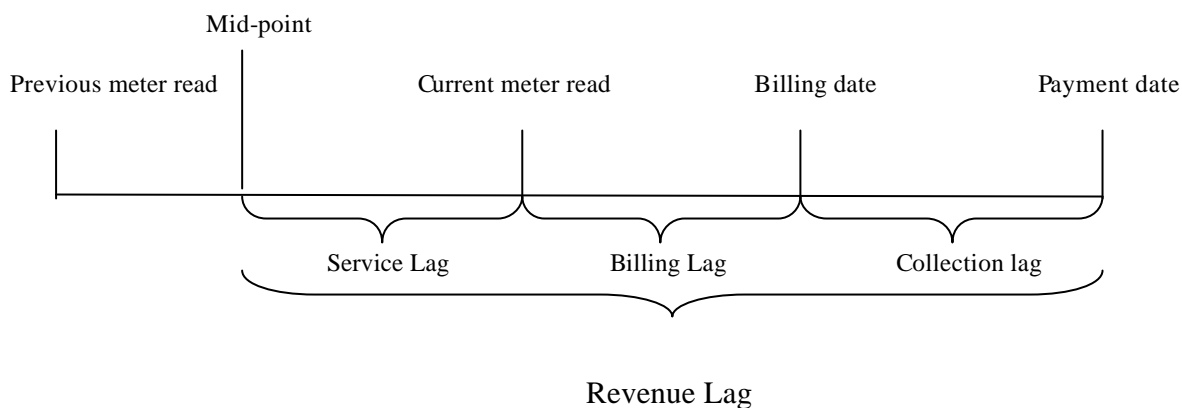 Mid-point
Previous meter read Current meter read Billing date Payment date
Service Lag Billing Lag Collection lag
Revenue Lag